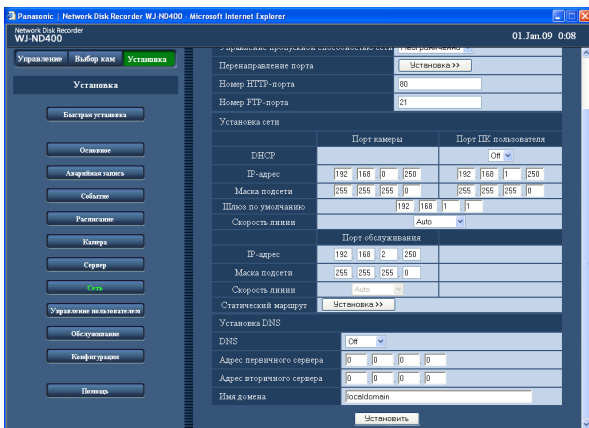 Panasonic | Network Disk Recorder WJ-ND400 - Microsoft Internet Explorer
Network Disk Recorder
WJ-ND400
01.Jan.09 0:08
Управление Выбор кам Установка
Установка
Быстрая установка
Основное
Аварийная запись
Событие
Расписание
Камера
Сервер
Сеть
Управление пользователем
Обслуживание
Конфигурация
Помощь
Управление пропускной способностью сети Неограниченно
Перенаправление порта Установка >>
Номер HTTP-порта 80
Номер FTP-порта 21
Установка сети
Порт камеры Порт ПК пользователя
DHCP Off
IP-адрес 192 . 168 . 0 . 250 192 . 168 . 1 . 250
Маска подсети 255 . 255 . 255 . 0 255 . 255 . 255 . 0
Шлюз по умолчанию 192 . 168 . 1 . 1
Скорость линии Auto
Порт обслуживания
IP-адрес 192 . 168 . 2 . 250
Маска подсети 255 . 255 . 255 . 0
Скорость линии Auto
Статический маршрут Установка >>
Установка DNS
DNS Off
Адрес первичного сервера 0 . 0 . 0 . 0
Адрес вторичного сервера 0 . 0 . 0 . 0
Имя домена localdomain
Установить